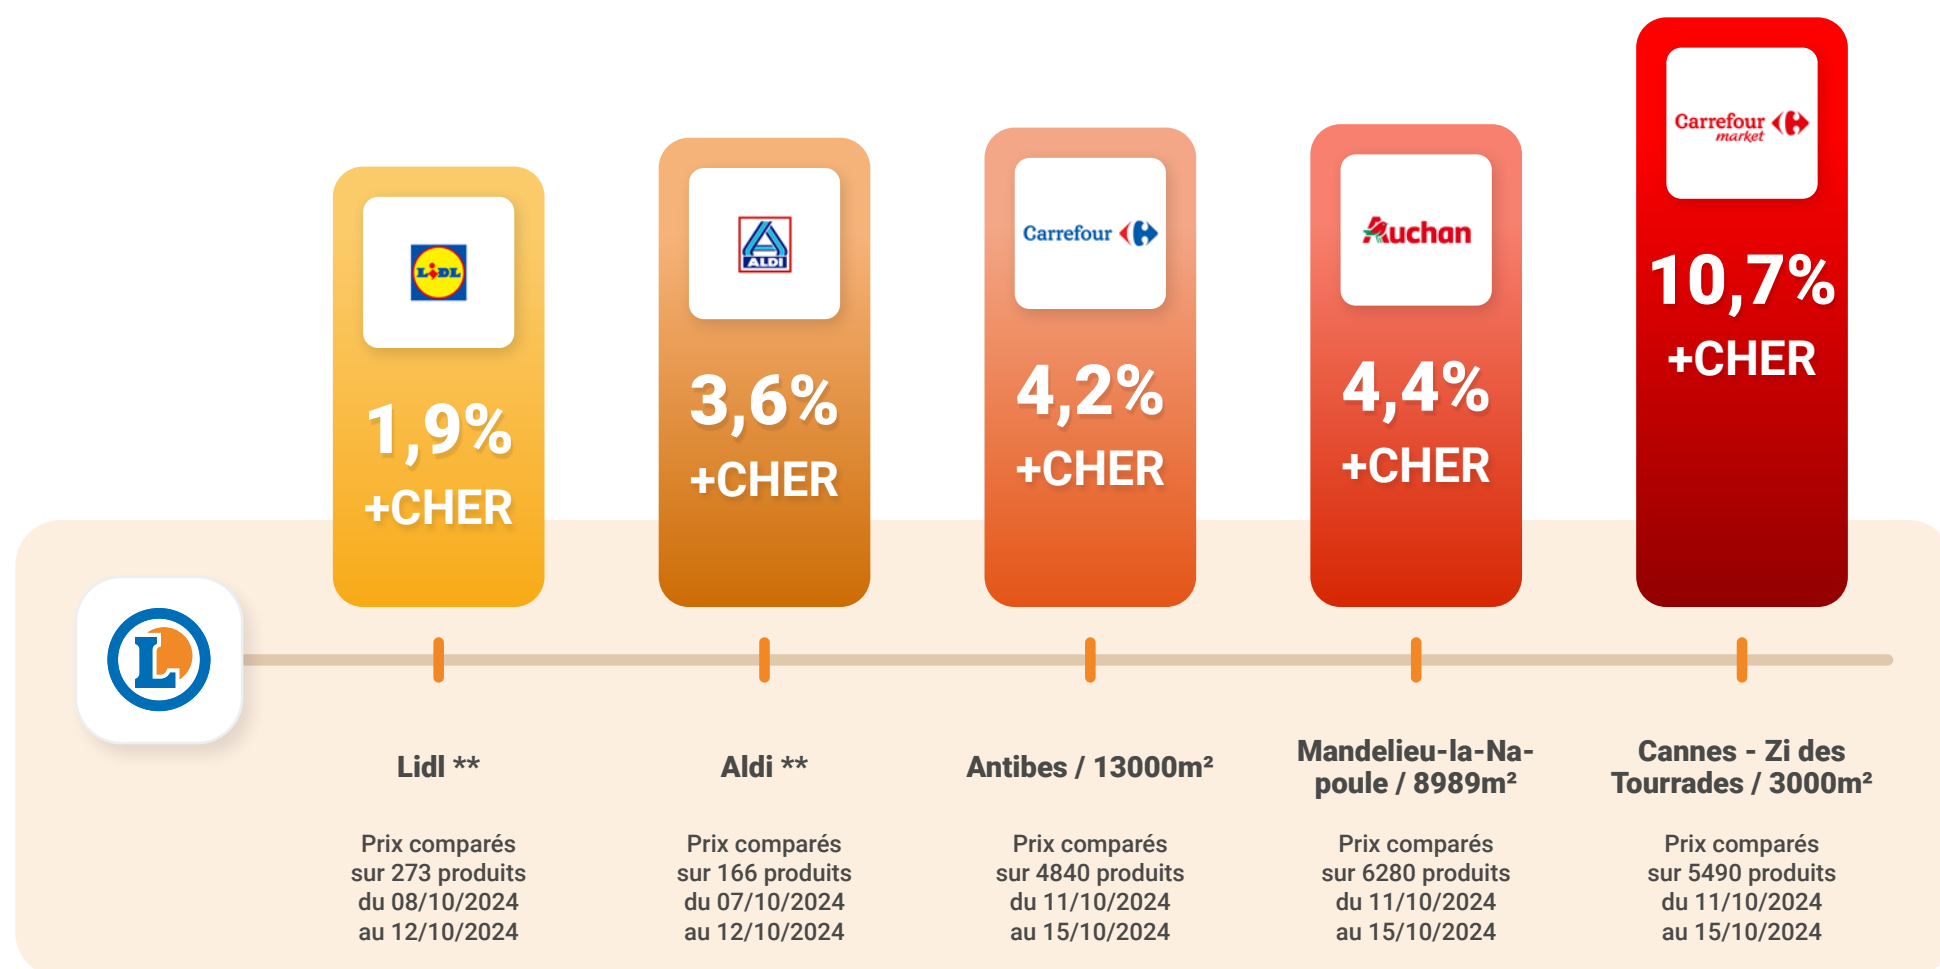 LIDL
1,9%
+CHER
ALDI
3,6%
+CHER
Carrefour
4,2%
+CHER
Auchan
4,4%
+CHER
Carrefour
market
10,7%
+CHER
L
Lidl **
Prix comparés
sur 273 produits
du 08/10/2024
au 12/10/2024
Aldi **
Prix comparés
sur 166 produits
du 07/10/2024
au 12/10/2024
Antibes / 13000m²
Prix comparés
sur 4840 produits
du 11/10/2024
au 15/10/2024
Mandelieu-la-Na-
poule / 8989m²
Prix comparés
sur 6280 produits
du 11/10/2024
au 15/10/2024
Cannes - Zi des
Tourrades / 3000m²
Prix comparés
sur 5490 produits
du 11/10/2024
au 15/10/2024